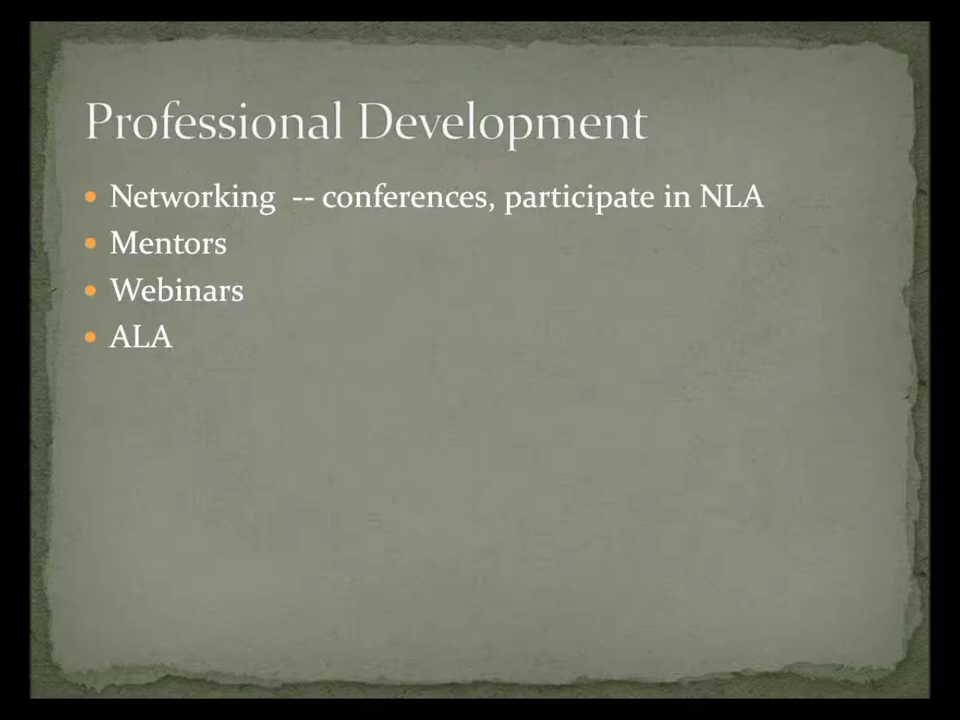 Professional Development
• Networking -- conferences, participate in NLA
• Mentors
• Webinars
• ALA